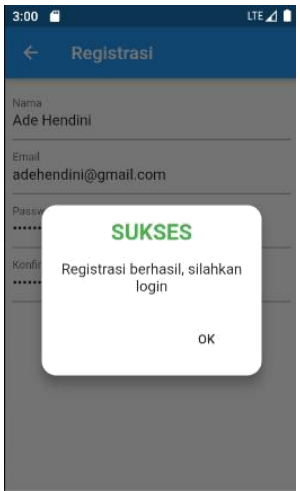 3:00 LTE
Registrasi
Nama
Ade Hendini
Email
adehendini@gmail.com
Passw
SUKSES
Konfir
Registrasi berhasil, silahkan
login
OK